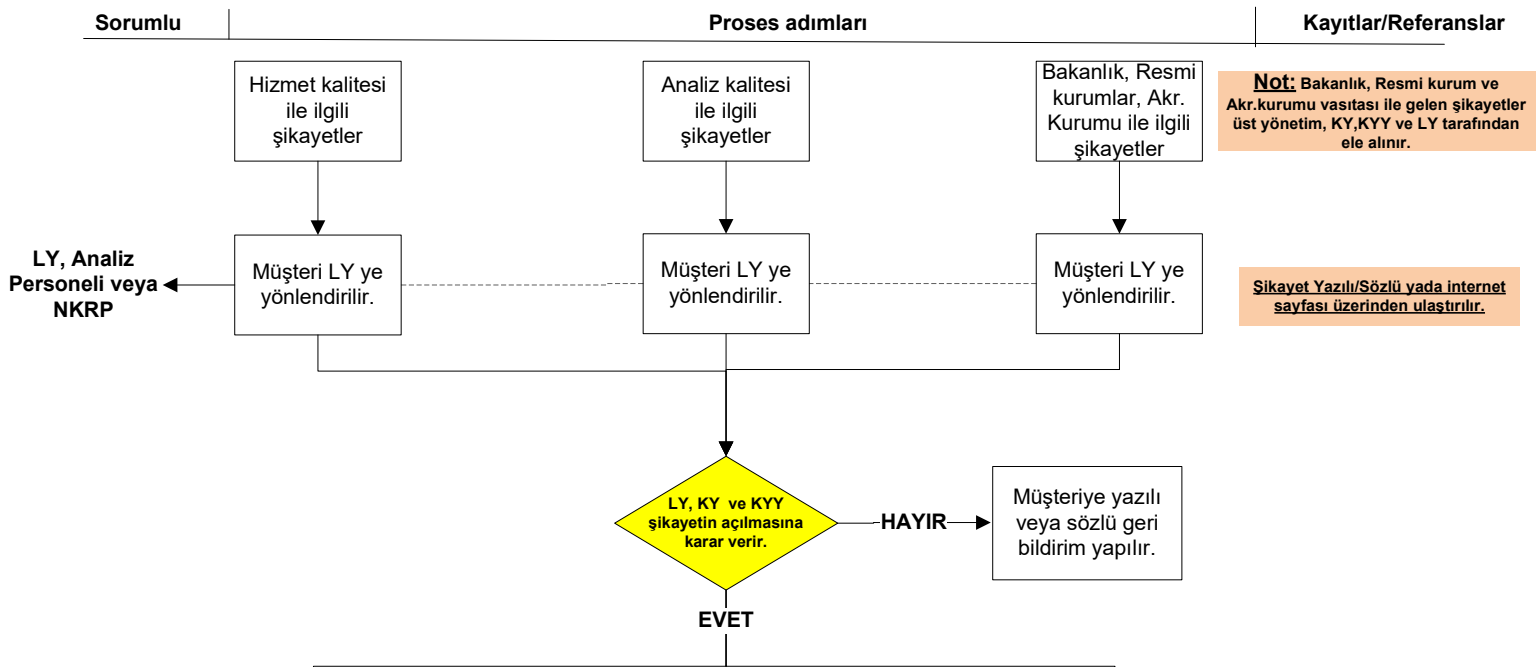 Sorumlu
Proses adımları
Kayıtlar/Referanslar
Hizmet kalitesi
ile ilgili
şikayetler
Analiz kalitesi
ile ilgili
şikayetler
Bakanlık, Resmi
kurumlar, Akr.
Kurumu ile ilgili
şikayetler
Not: Bakanlık, Resmi kurum ve
Akr.kurumu vasıtası ile gelen şikayetler
üst yönetim, KY,KYY ve LY tarafından
ele alınır.
LY, Analiz
Personeli veya
NKRP
Müşteri LY ye
yönlendirilir.
Müşteri LY ye
yönlendirilir.
Müşteri LY ye
yönlendirilir.
Şikayet Yazılı/Sözlü yada internet
sayfası üzerinden ulaştırılır.
LY, KY ve KYY
şikayetin açılmasına
karar verir.
HAYIR
Müşteriye yazılı
veya sözlü geri
bildirim yapılır.
EVET